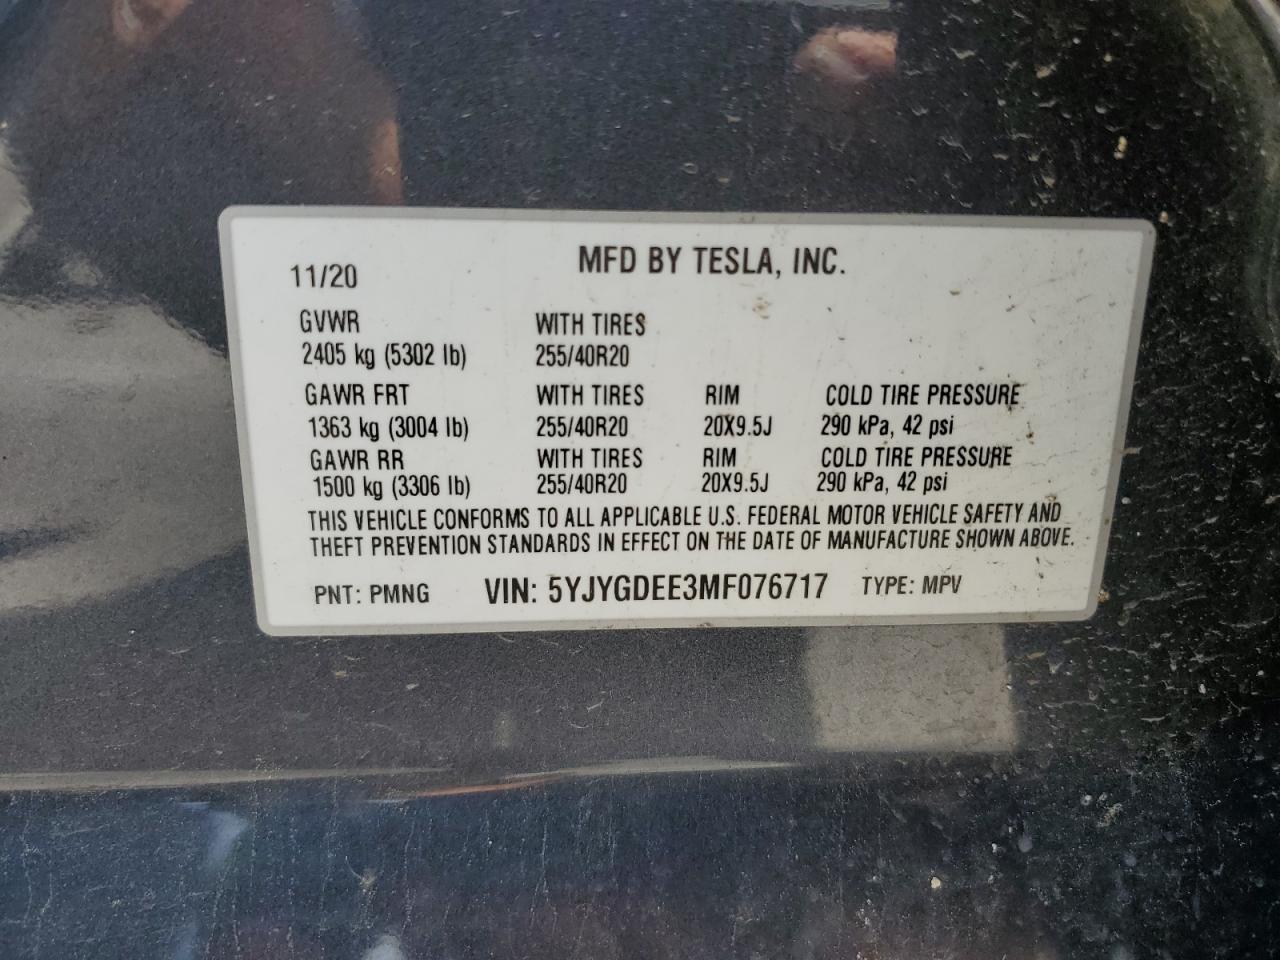 MFD BY TESLA, INC.
11/20
GVWR WITH TIRES
2405 kg (5302 lb) 255/40R20
GAWR FRT WITH TIRES RIM COLD TIRE PRESSURE
1363 kg (3004 lb) 255/40R20 20X9.5J 290 kPa, 42 psi
GAWR RR WITH TIRES RIM COLD TIRE PRESSURE
1500 kg (3306 lb) 255/40R20 20X9.5J 290 kPa, 42 psi
THIS VEHICLE CONFORMS TO ALL APPLICABLE U.S. FEDERAL MOTOR VEHICLE SAFETY AND
THEFT PREVENTION STANDARDS IN EFFECT ON THE DATE OF MANUFACTURE SHOWN ABOVE.
PNT: PMNG VIN: 5YJYGDEE3MF076717 TYPE: MPV